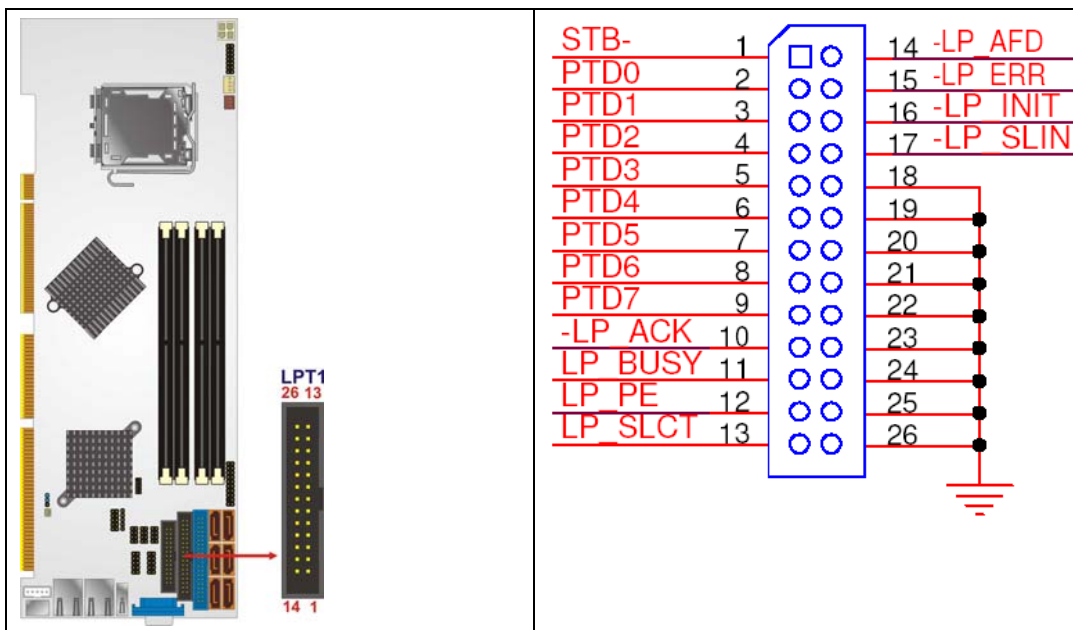 LPT1
26 13
14 1
STB- 1 14 -LP_AFD
PTD0 2 15 -LP_ERR
PTD1 3 16 -LP_INIT
PTD2 4 17 -LP_SLIN
PTD3 5 18
PTD4 6 19
PTD5 7 20
PTD6 8 21
PTD7 9 22
-LP_ACK 10 23
LP_BUSY 11 24
LP_PE 12 25
LP_SLCT 13 26